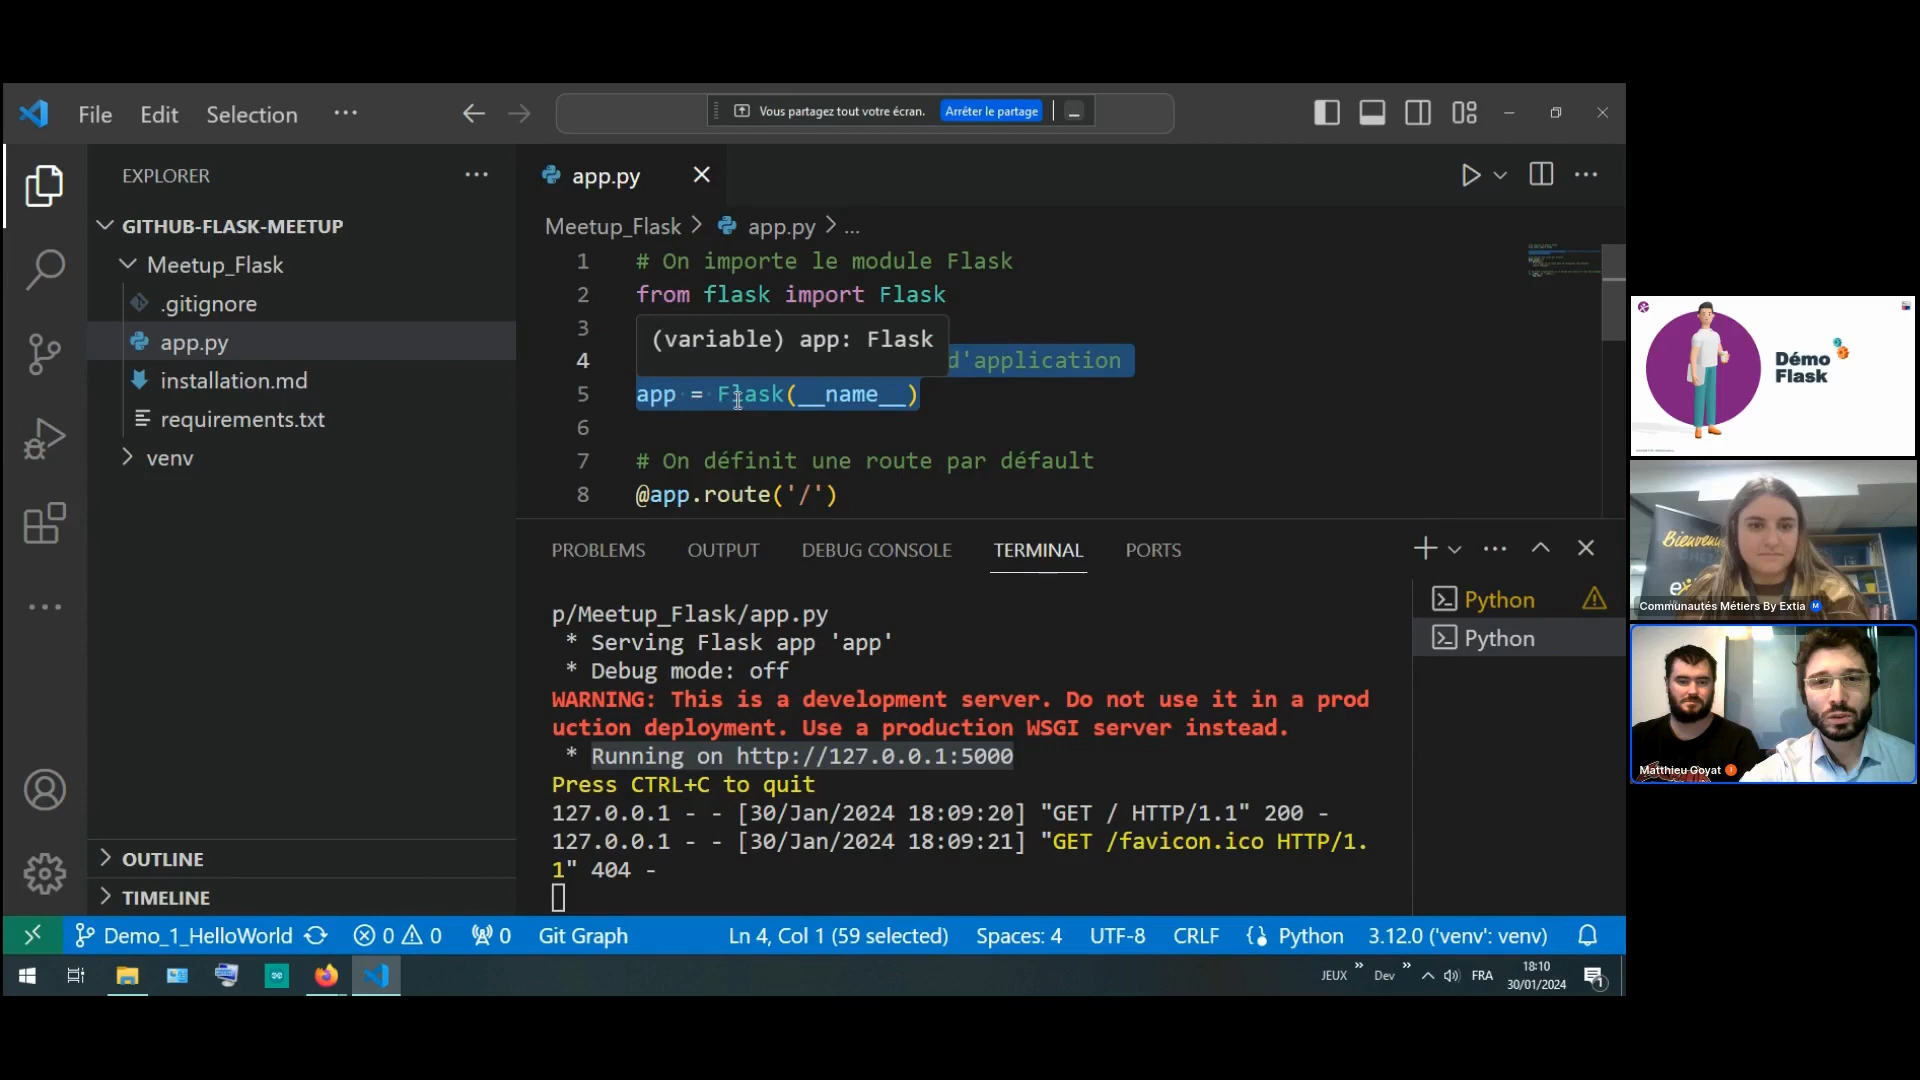 File Edit Selection ···
Vous partagez tout votre écran. Arrêter le partage
EXPLORER
GITHUB-FLASK-MEETUP
Meetup_Flask
.gitignore
app.py
installation.md
requirements.txt
venv
OUTLINE
TIMELINE
app.py
Meetup_Flask > app.py > ...
1 # On importe le module Flask
2 from flask import Flask
3
(variable) app: Flask
4 d'application
5 app = Flask(__name__)
6
7 # On définit une route par défault
8 @app.route('/')
PROBLEMS OUTPUT DEBUG CONSOLE TERMINAL PORTS
p/Meetup_Flask/app.py
* Serving Flask app 'app'
* Debug mode: off
WARNING: This is a development server. Do not use it in a prod
uction deployment. Use a production WSGI server instead.
* Running on http://127.0.0.1:5000
Press CTRL+C to quit
127.0.0.1 - - [30/Jan/2024 18:09:20] "GET / HTTP/1.1" 200 -
127.0.0.1 - - [30/Jan/2024 18:09:21] "GET /favicon.ico HTTP/1.
1" 404 -
Python
Python
Demo_1_HelloWorld 0 0 0 Git Graph Ln 4, Col 1 (59 selected) Spaces: 4 UTF-8 CRLF Python 3.12.0 ('venv': venv)
JEUX Dev FRA 18:10
30/01/2024
1
Démo
Flask
Bienvenue
ex
Communautés Métiers By Extia M
Matthieu Goyat